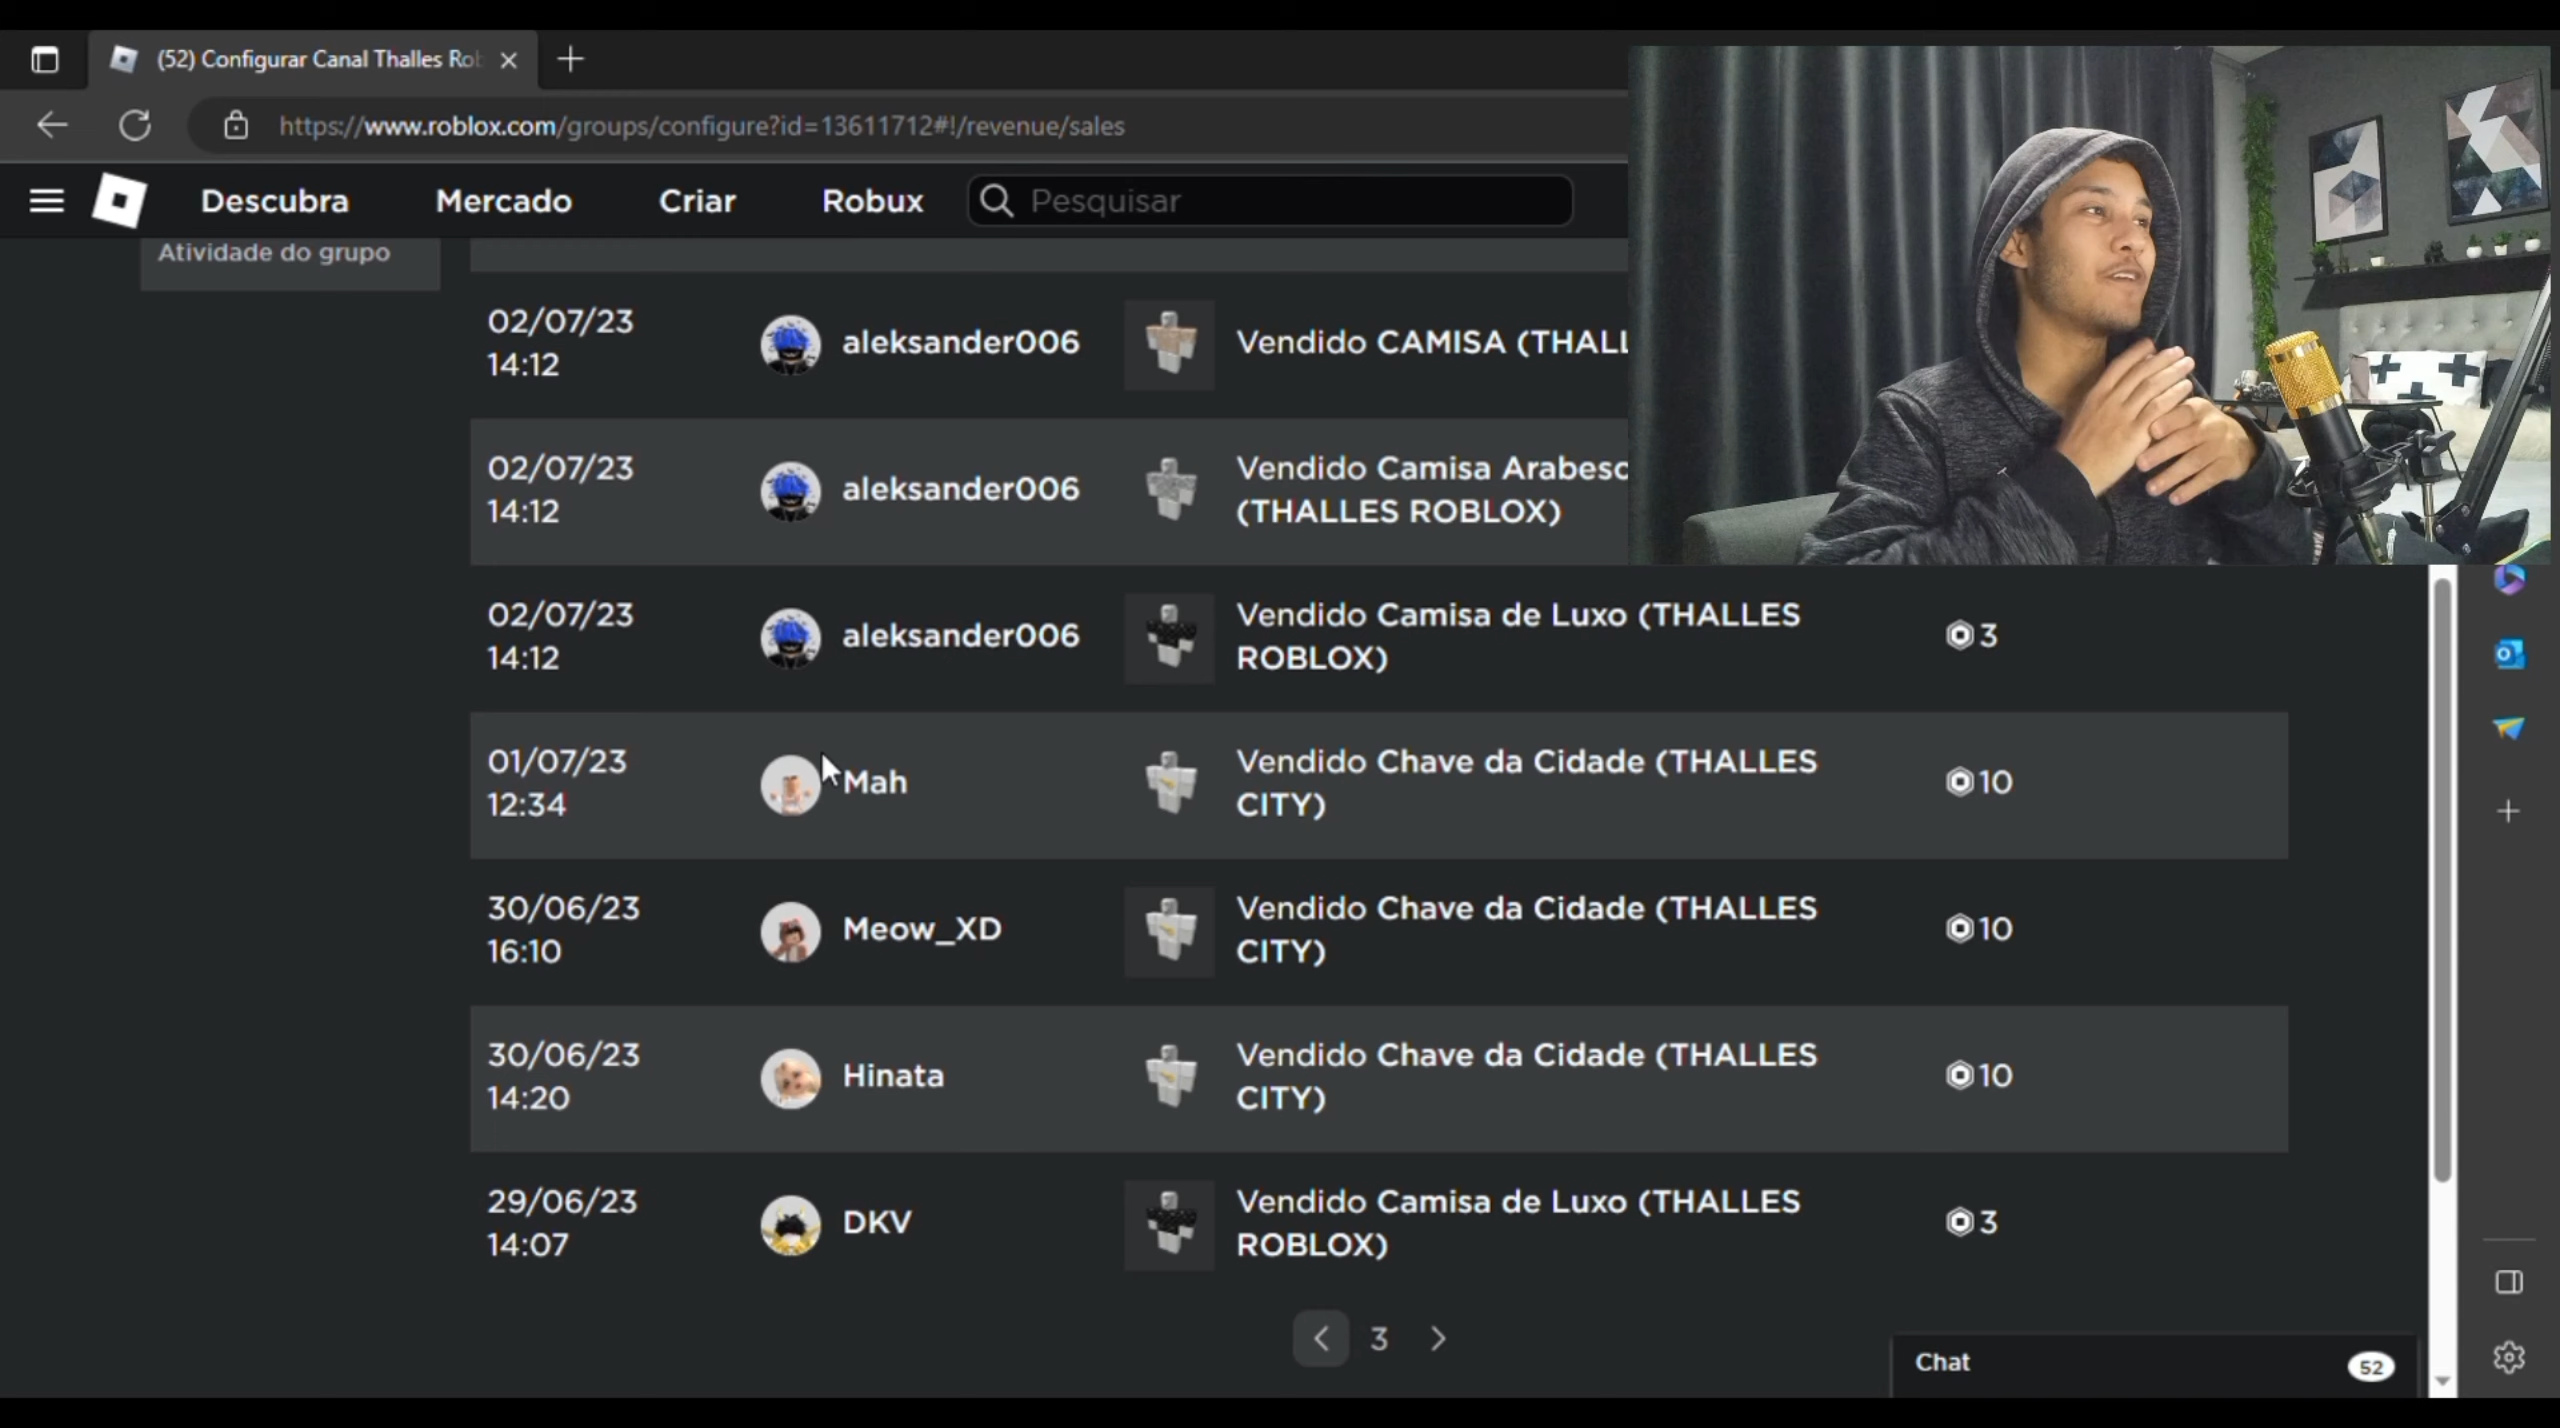 (52) Configurar Canal Thalles Rob
https://www.roblox.com/groups/configure?id=13611712#!/revenue/sales
Descubra Mercado Criar Robux Pesquisar
Atividade do grupo
02/07/23
14:12
aleksander006
Vendido CAMISA (THALL
02/07/23
14:12
aleksander006
Vendido Camisa Arabesc
(THALLES ROBLOX)
02/07/23
14:12
aleksander006
Vendido Camisa de Luxo (THALLES
ROBLOX)
3
01/07/23
12:34
Mah
Vendido Chave da Cidade (THALLES
CITY)
10
30/06/23
16:10
Meow_XD
Vendido Chave da Cidade (THALLES
CITY)
10
30/06/23
14:20
Hinata
Vendido Chave da Cidade (THALLES
CITY)
10
29/06/23
14:07
DKV
Vendido Camisa de Luxo (THALLES
ROBLOX)
3
3
Chat 52